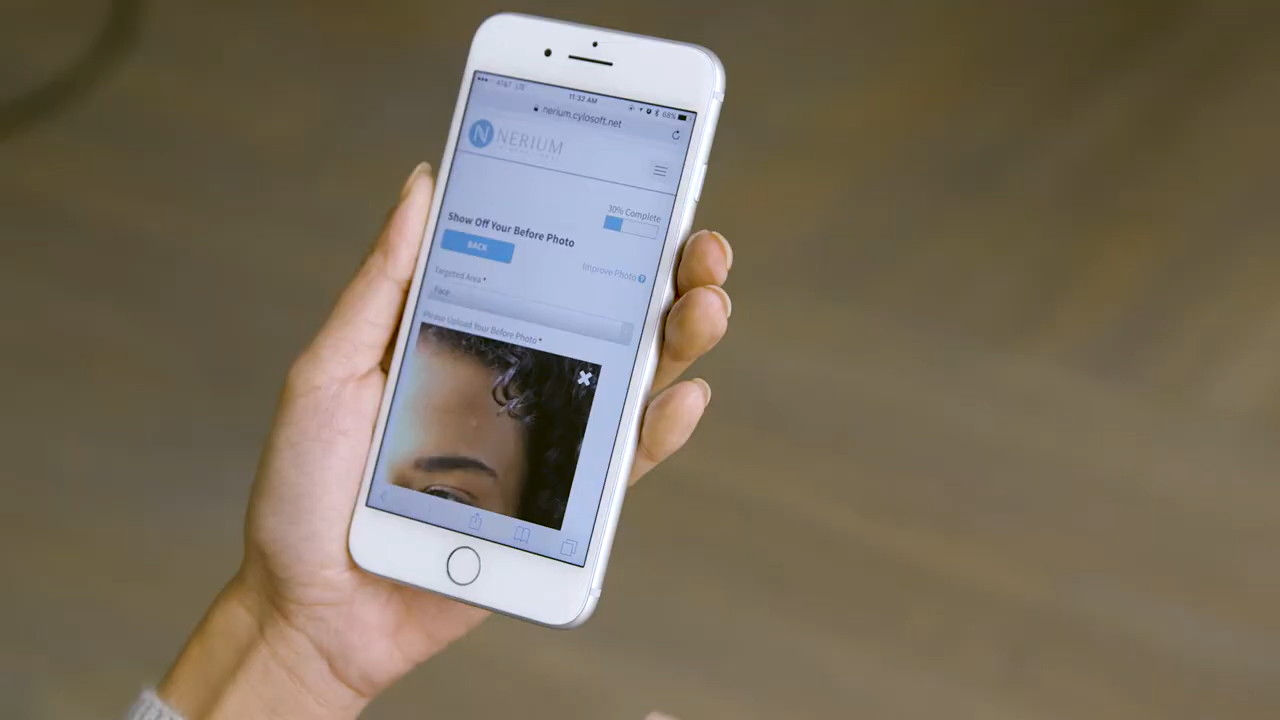 AT&T LTE
11:32 AM
68%
nerium.cylosoft.net
N NERIUM
30% Complete
Show Off Your Before Photo
BACK
Improve Photo ?
Targeted Area *
Face
Please Upload Your Before Photo *